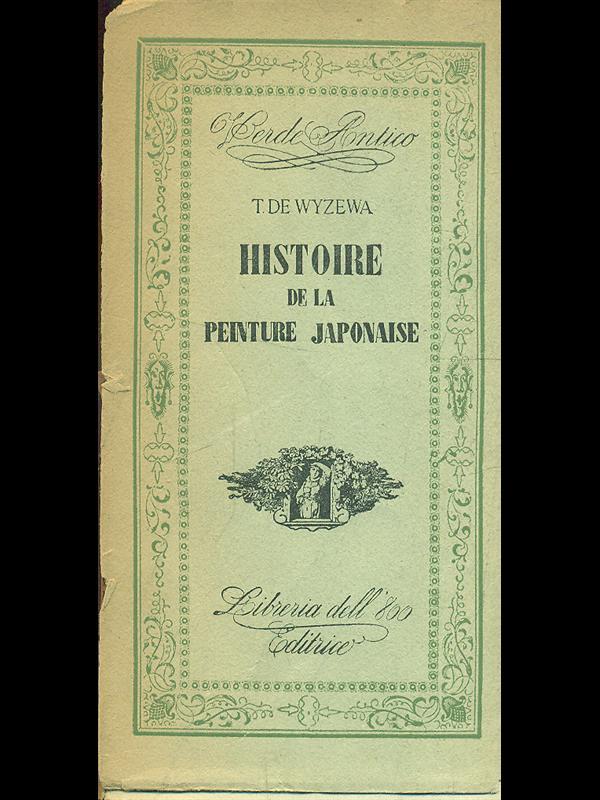 Verde Antico
T. DE WYZEWA
HISTOIRE
DE LA
PEINTURE JAPONAISE
Libreria dell'800
Editrice